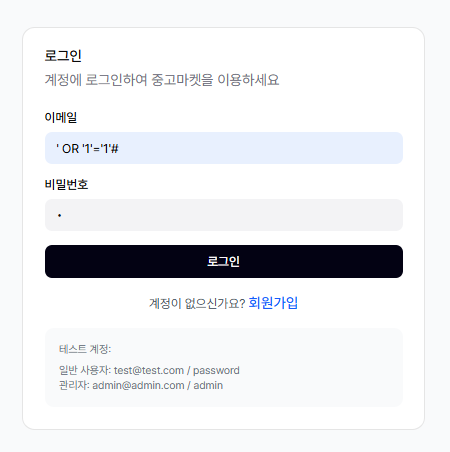 로그인
계정에 로그인하여 중고마켓을 이용하세요
이메일
' OR '1'='1'#
비밀번호
•
로그인
계정이 없으신가요? 회원가입
테스트 계정:
일반 사용자: test@test.com / password
관리자: admin@admin.com / admin